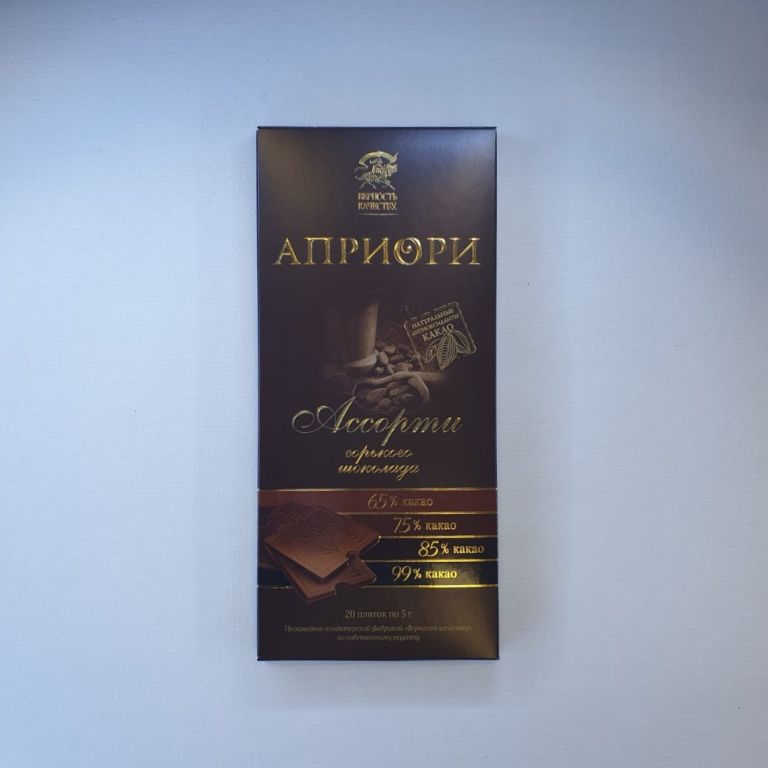 ВЕРНОСТЬ
КАЧЕСТВУ
АПРИОРИ
НАТУРАЛЬНЫЕ
АНТИОКСИДАНТЫ
КАКАО
Ассорти
горького
шоколада
65% какао
75% какао
85% какао
99% какао
20 плиток по 5 г
Произведено кондитерской фабрикой «Верность качеству»
по собственному рецепту